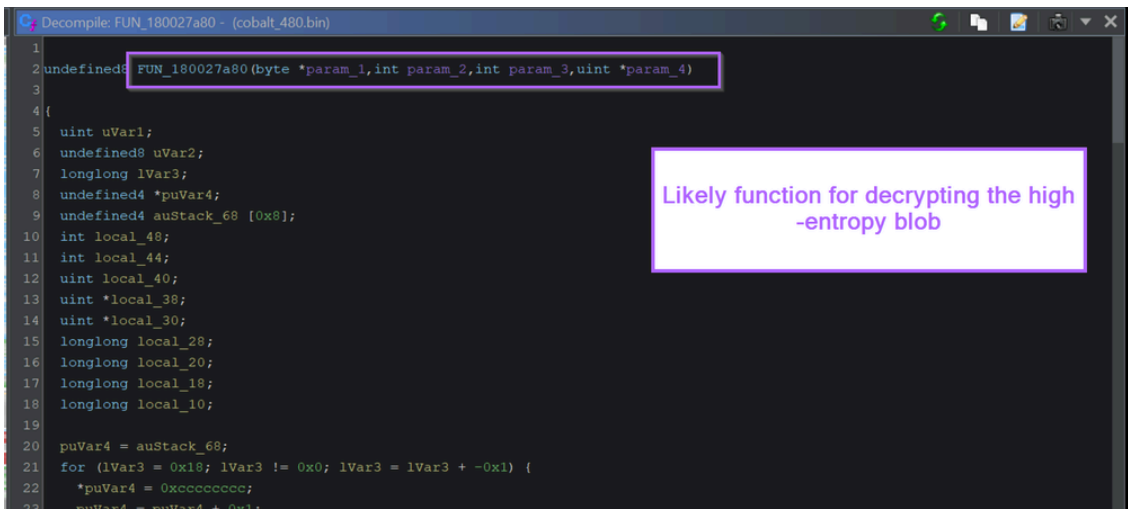 Decompile: FUN_180027a80 - (cobalt_480.bin)
1
2 undefined8 FUN_180027a80(byte *param_1,int param_2,int param_3,uint *param_4)
3
4 {
5 uint uVar1;
6 undefined8 uVar2;
7 longlong lVar3;
8 undefined4 *puVar4;
9 undefined4 auStack_68 [0x8];
10 int local_48;
11 int local_44;
12 uint local_40;
13 uint *local_38;
14 uint *local_30;
15 longlong local_28;
16 longlong local_20;
17 longlong local_18;
18 longlong local_10;
19
20 puVar4 = auStack_68;
21 for (lVar3 = 0x18; lVar3 != 0x0; lVar3 = lVar3 + -0x1) {
22 *puVar4 = 0xcccccccc;
23 puVar4 = puVar4 + 0x1;
Likely function for decrypting the high
-entropy blob